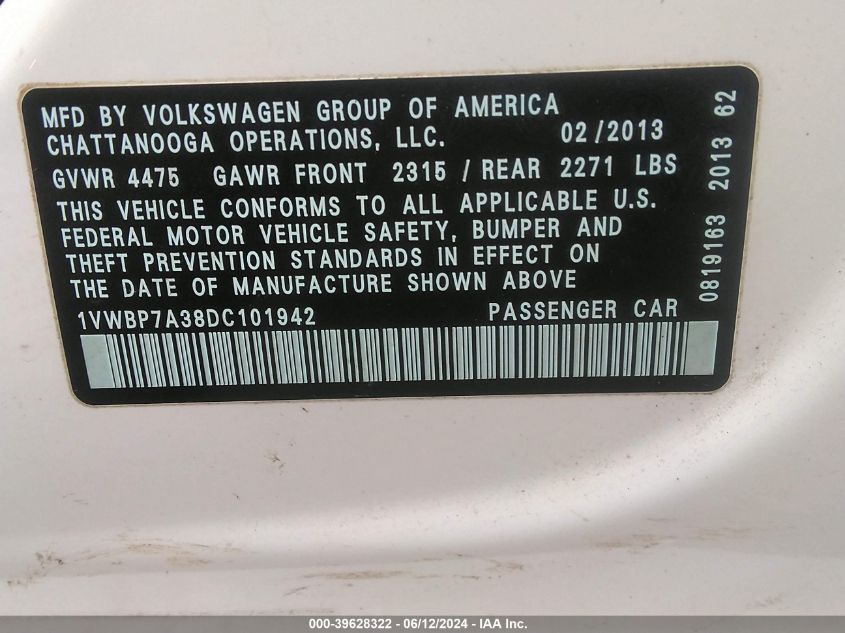 MFD BY VOLKSWAGEN GROUP OF AMERICA
CHATTANOOGA OPERATIONS, LLC. 02/2013
GVWR 4475 GAWR FRONT 2315 / REAR 2271 LBS
THIS VEHICLE CONFORMS TO ALL APPLICABLE U.S.
FEDERAL MOTOR VEHICLE SAFETY, BUMPER AND
THEFT PREVENTION STANDARDS IN EFFECT ON
THE DATE OF MANUFACTURE SHOWN ABOVE
1VWBP7A38DC101942 PASSENGER CAR
0819163 2013 62
000-39628322 - 06/12/2024 - IAA Inc.